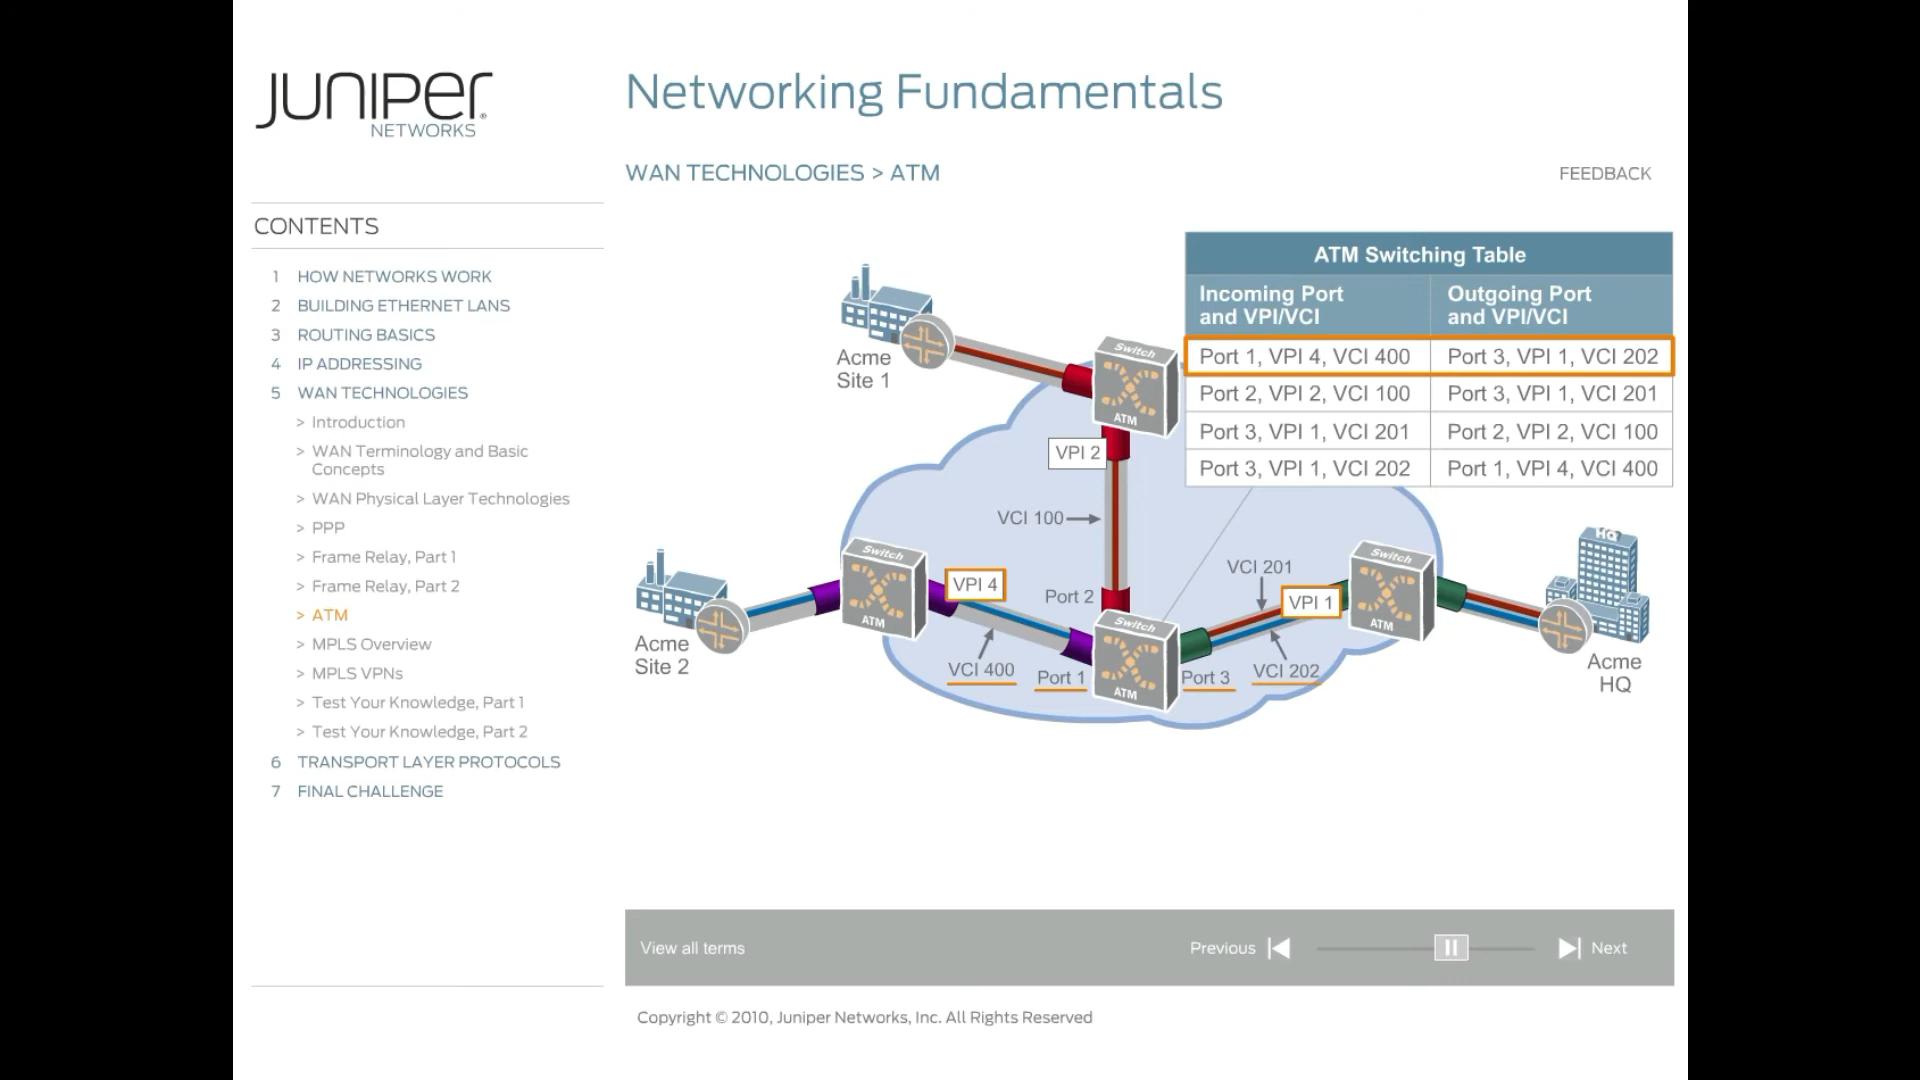 JUNIPER
NETWORKS
Networking Fundamentals
WAN TECHNOLOGIES > ATM
FEEDBACK
CONTENTS
1 HOW NETWORKS WORK
2 BUILDING ETHERNET LANS
3 ROUTING BASICS
4 IP ADDRESSING
5 WAN TECHNOLOGIES
> Introduction
> WAN Terminology and Basic
Concepts
> WAN Physical Layer Technologies
> PPP
> Frame Relay, Part 1
> Frame Relay, Part 2
> ATM
> MPLS Overview
> MPLS VPNs
> Test Your Knowledge, Part 1
> Test Your Knowledge, Part 2
6 TRANSPORT LAYER PROTOCOLS
7 FINAL CHALLENGE
ATM Switching Table
Incoming Port
and VPI/VCI
Outgoing Port
and VPI/VCI
Port 1, VPI 4, VCI 400 Port 3, VPI 1, VCI 202
Port 2, VPI 2, VCI 100 Port 3, VPI 1, VCI 201
Port 3, VPI 1, VCI 201 Port 2, VPI 2, VCI 100
Port 3, VPI 1, VCI 202 Port 1, VPI 4, VCI 400
Acme
Site 1
Switch
ATM
VPI 2
VCI 100
Port 2
Acme
Site 2
Switch
ATM
VPI 4
VCI 400
Port 1
Switch
ATM
Port 3
VCI 201
VPI 1
VCI 202
Switch
ATM
HQ
Acme
HQ
View all terms
Previous
Next
Copyright © 2010, Juniper Networks, Inc. All Rights Reserved